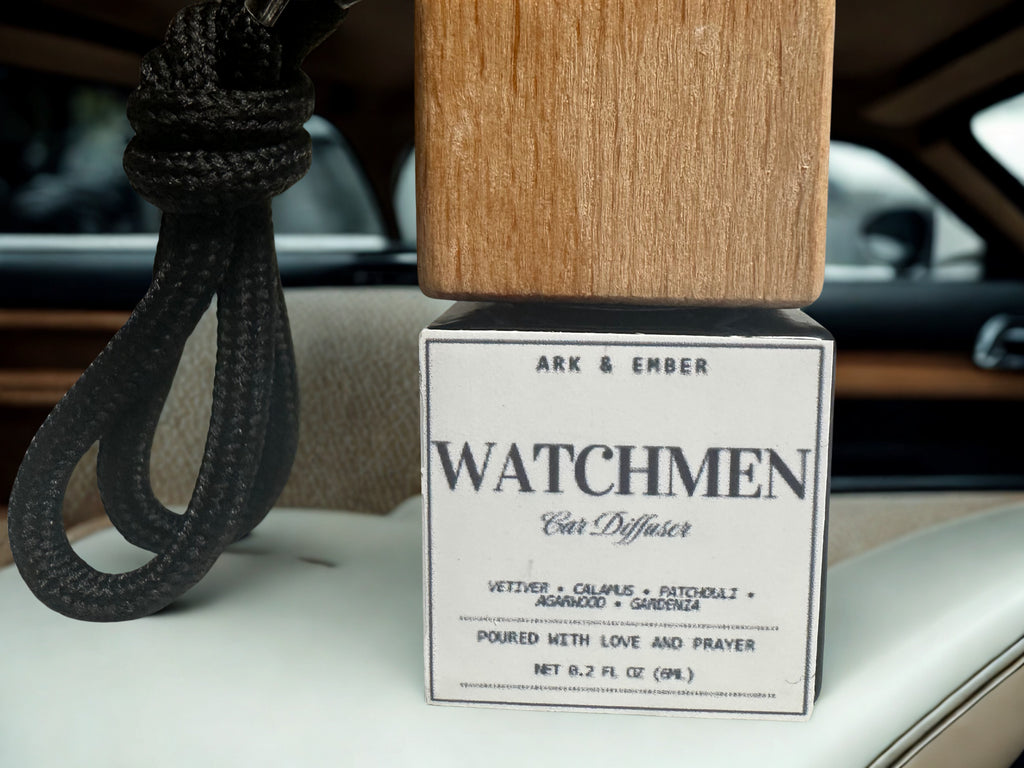 ARK & EMBER
WATCHMEN
Car Diffuser
VETIVER • CALAMUS • PATCHOULI •
AGARWOOD • GARDENIA
POURED WITH LOVE AND PRAYER
NET 0.2 FL OZ (6ML)